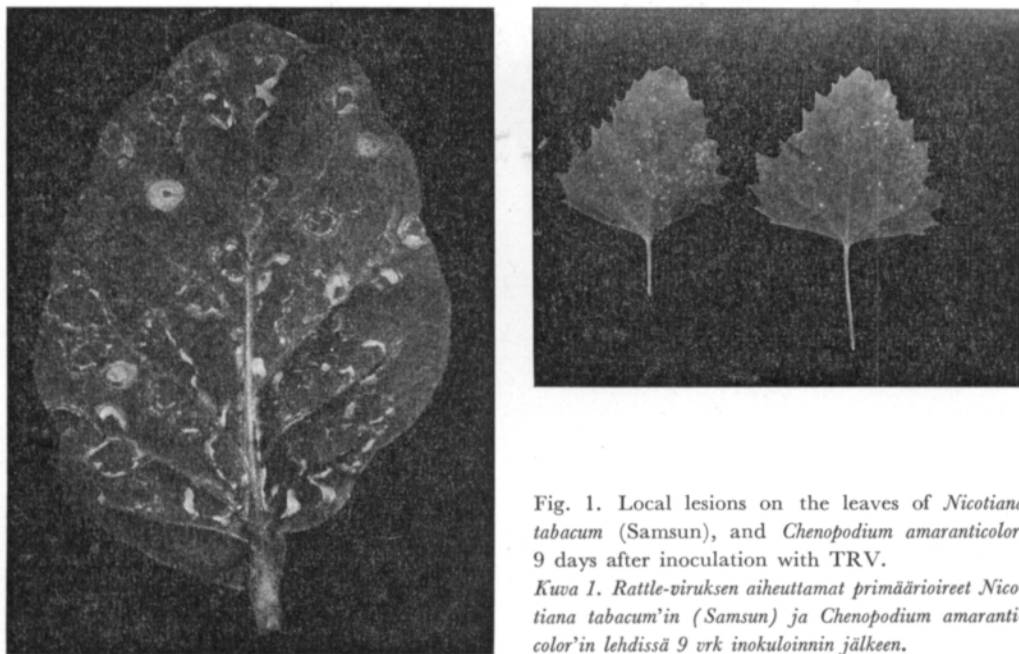 Fig. 1. Local lesions on the leaves of Nicotiana
tabacum (Samsun), and Chenopodium amaranticolor
9 days after inoculation with TRV.
Kuva 1. Rattle-viruksen aiheuttamat primäärioireet Nico-
tiana tabacum'in (Samsun) ja Chenopodium amaranti-
color'in lehdissä 9 vrk inokuloinnin jälkeen.